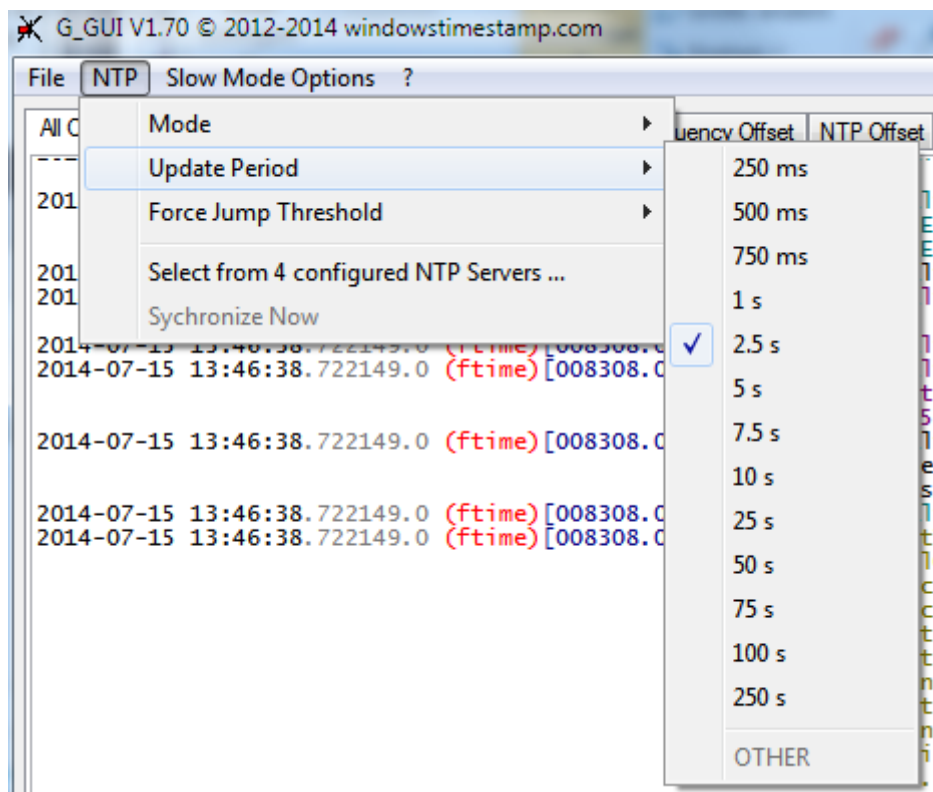 G_GUI V1.70 © 2012-2014 windowstimestamp.com
File NTP Slow Mode Options ?
All
NTP Offset
Offset
Mode
Update Period
Force Jump Threshold
Select from 4 configured NTP Servers ...
Sychronize Now
250 ms
500 ms
750 ms
1 s
2.5 s
5 s
7.5 s
10 s
25 s
50 s
75 s
100 s
250 s
OTHER
2014-07-15 13:46:38.722149.0 (ftime)[008308.
2014-07-15 13:46:38.722149.0 (ftime)[008308.
2014-07-15 13:46:38.722149.0 (ftime)[008308.
2014-07-15 13:46:38.722149.0 (ftime)[008308.
2014-07-15 13:46:38.722149.0 (ftime)[008308.